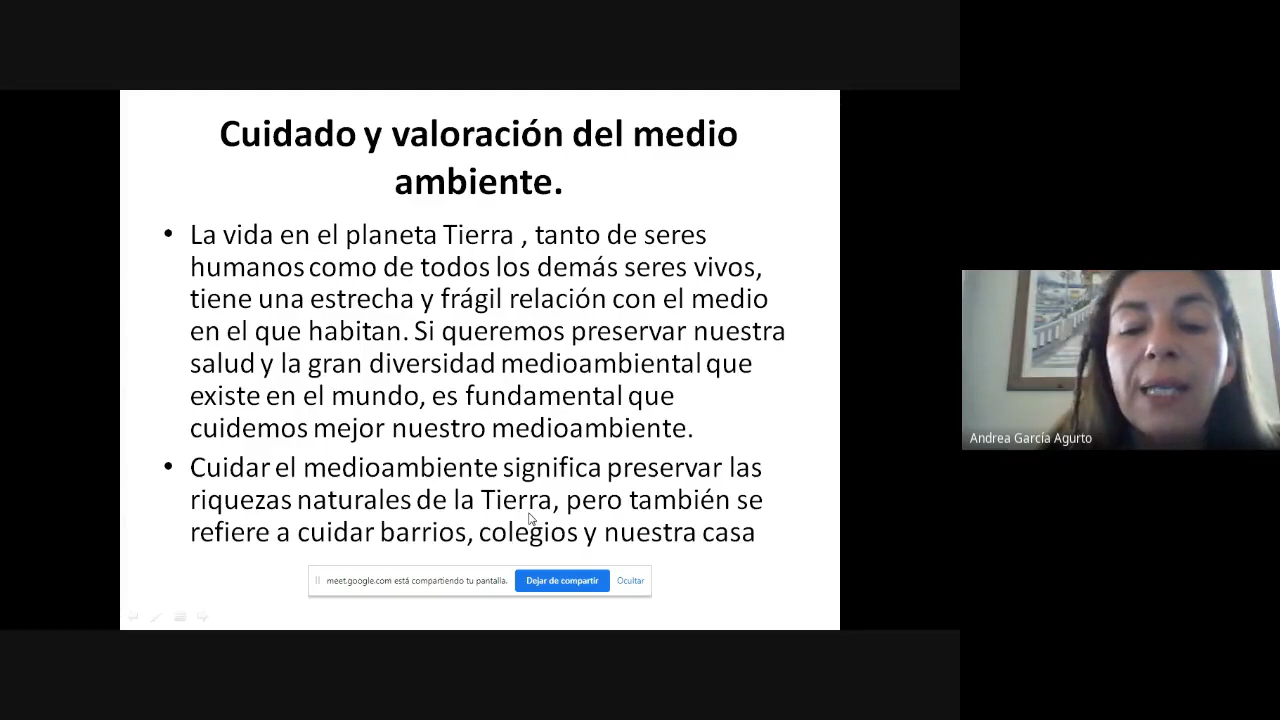 Cuidado y valoración del medio
ambiente.
• La vida en el planeta Tierra , tanto de seres
humanos como de todos los demás seres vivos,
tiene una estrecha y frágil relación con el medio
en el que habitan. Si queremos preservar nuestra
salud y la gran diversidad medioambiental que
existe en el mundo, es fundamental que
cuidemos mejor nuestro medioambiente.
• Cuidar el medioambiente significa preservar las
riquezas naturales de la Tierra, pero también se
refiere a cuidar barrios, colegios y nuestra casa
meet.google.com está compartiendo tu pantalla. Dejar de compartir Ocultar
Andrea García Agurto